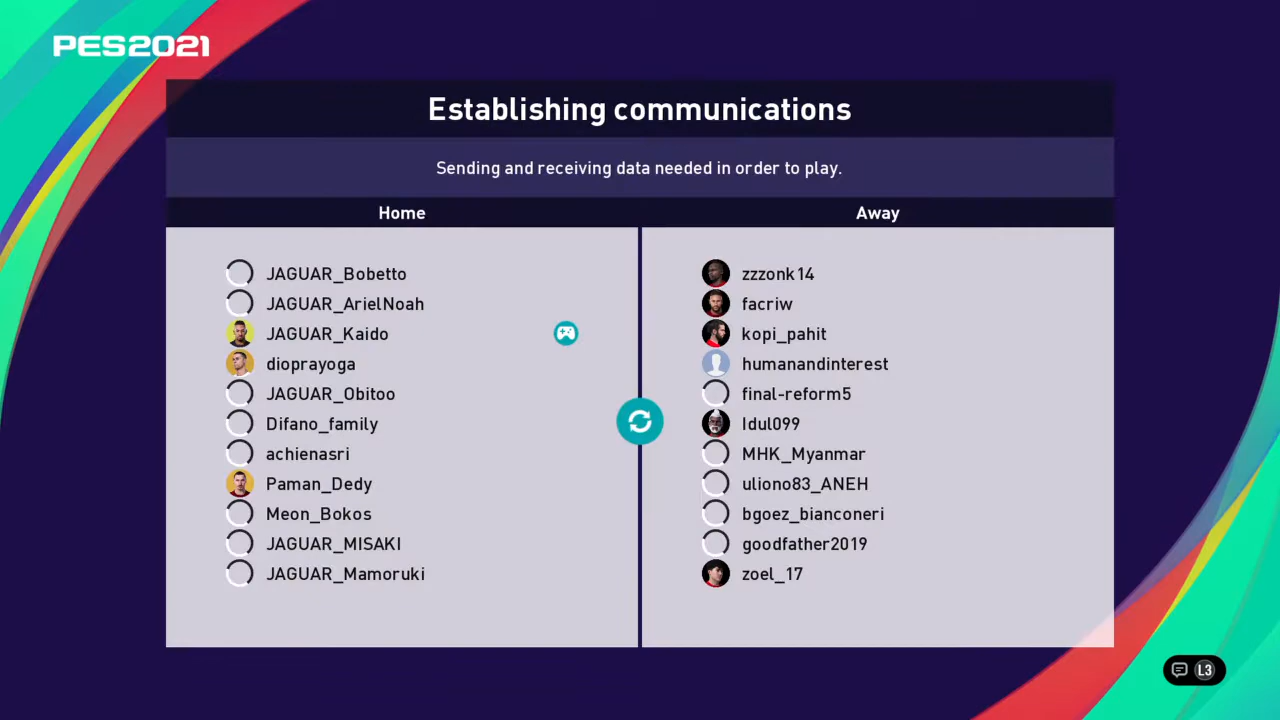 PES2021
Establishing communications
Sending and receiving data needed in order to play.
Home
Away
JAGUAR_Bobetto
JAGUAR_ArielNoah
JAGUAR_Kaido
dioprayoga
JAGUAR_Obitoo
Difano_family
achienasri
Paman_Dedy
Meon_Bokos
JAGUAR_MISAKI
JAGUAR_Mamoruki
zzzonk14
facriw
kopi_pahit
humanandinterest
final-reform5
Idul099
MHK_Myanmar
uliono83_ANEH
bgoez_bianconeri
goodfather2019
zoel_17
L3